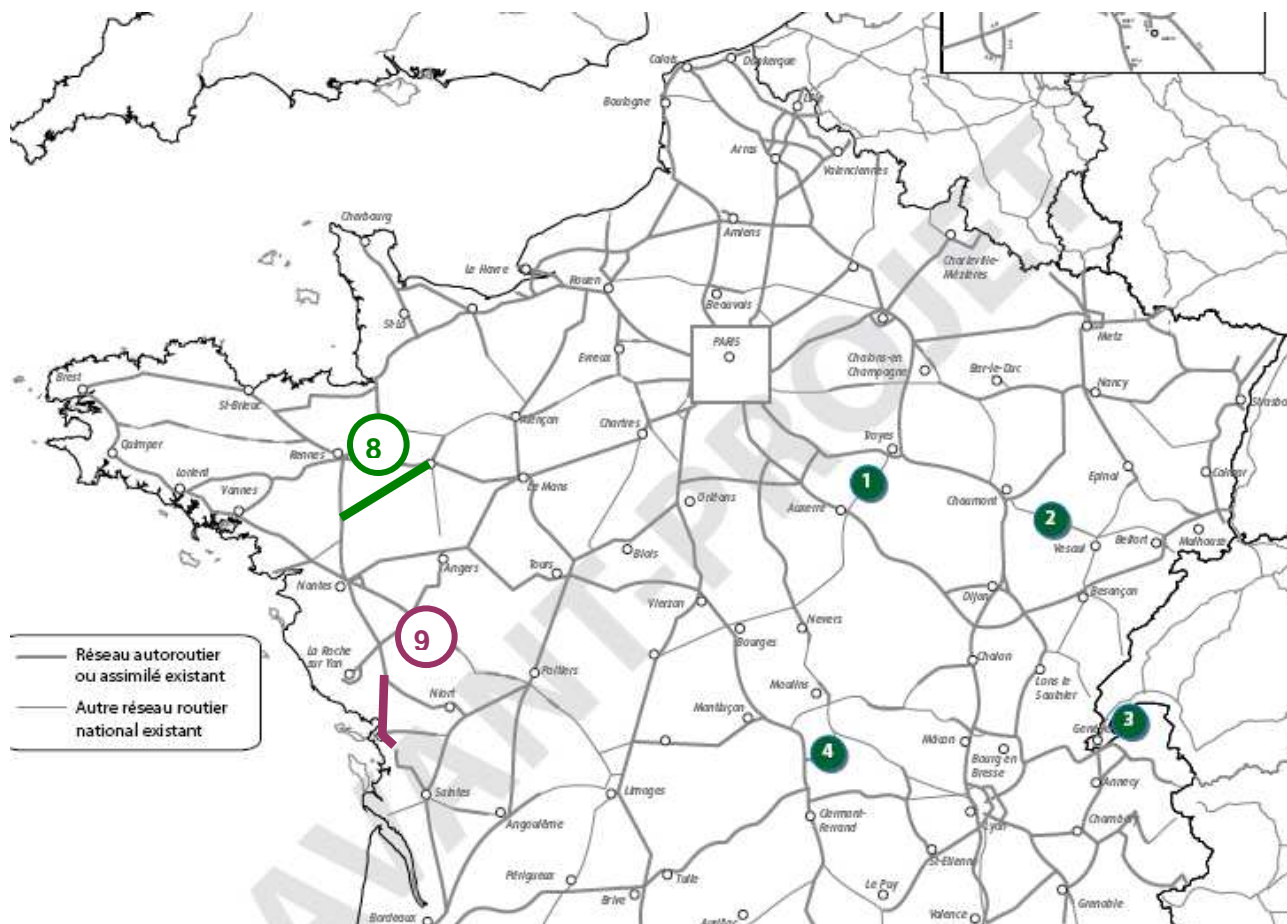 Calais
Dunkerque
Boulogne
Lille
Arras
Valenciennes
Cherbourg
Amiens
Charleville-
Mézières
Le Havre
Rouen
Beauvais
St-Lô
Metz
Evreux
PARIS
Chalons-en
Champagne
Bar-le-Duc
Nancy
Brest
St-Brieuc
Alençon
Chartres
Strasbo
8
Troyes
Quimper
Rennes
Epinal
Colmar
Lorient
Vannes
Le Mans
1
Chaumont
Orléans
Auxerre
2
Mulhouse
Vesoul
Belfort
Blois
Angers
Tours
Nantes
Vierzon
Dijon
Besançon
Nevers
9
Bourges
La Roche
sur Yon
Réseau autoroutier
ou assimilé existant
Poitiers
Chalon
Lons le
Saulnier
Moulins
Niort
Montluçon
Autre réseau routier
national existant
3
4
Mâcon
Bourg en
Bresse
Annecy
Saintes
Limoges
Clermont-
Ferrand
Angoulême
Lyon
Chambéry
St-Etienne
Périgueux
Tulle
Le Puy
Brive
Grenoble
Bordeaux
Valence
AVANT-PROJET